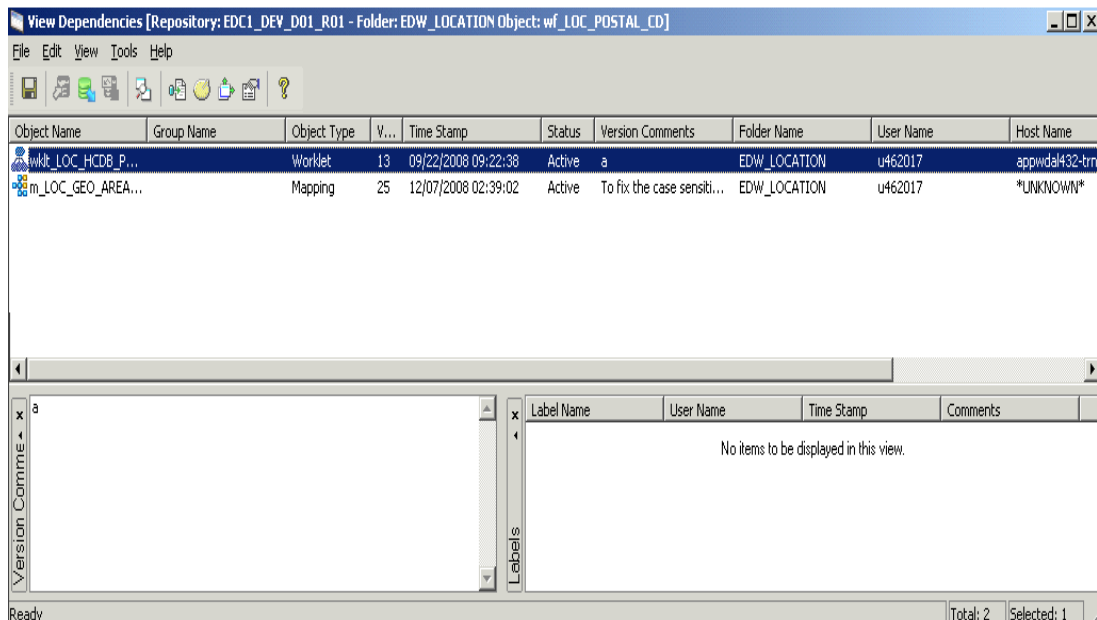 View Dependencies [Repository: EDC1_DEV_D01_R01 - Folder: EDW_LOCATION Object: wf_LOC_POSTAL_CD]
File Edit View Tools Help
Object Name Group Name Object Type V... Time Stamp Status Version Comments Folder Name User Name Host Name
wklt_LOC_HCDB_P... Worklet 13 09/22/2008 09:22:38 Active a EDW_LOCATION u462017 appwdal432-trn
m_LOC_GEO_AREA... Mapping 25 12/07/2008 02:39:02 Active To fix the case sensiti... EDW_LOCATION u462017 *UNKNOWN*
a
Version Comme
Labels
Label Name User Name Time Stamp Comments
No items to be displayed in this view.
Ready Total: 2 Selected: 1